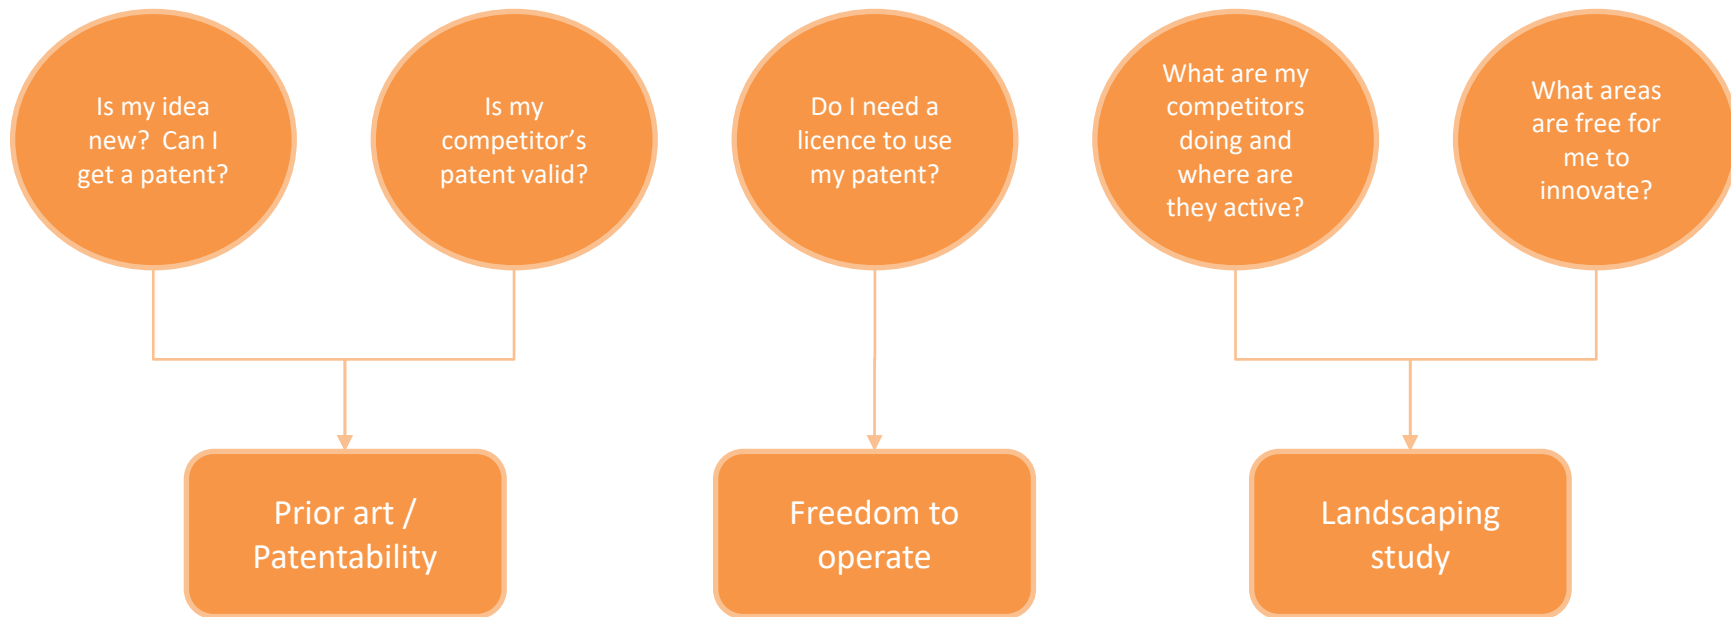 Is my idea
new?  Can I
get a patent?
Is my
competitor’s
patent valid?
Do I need a
licence to use
my patent?
What are my
competitors
doing and
where are
they active?
What areas
are free for
me to
innovate?
Prior art /
Patentability
Freedom to
operate
Landscaping
study